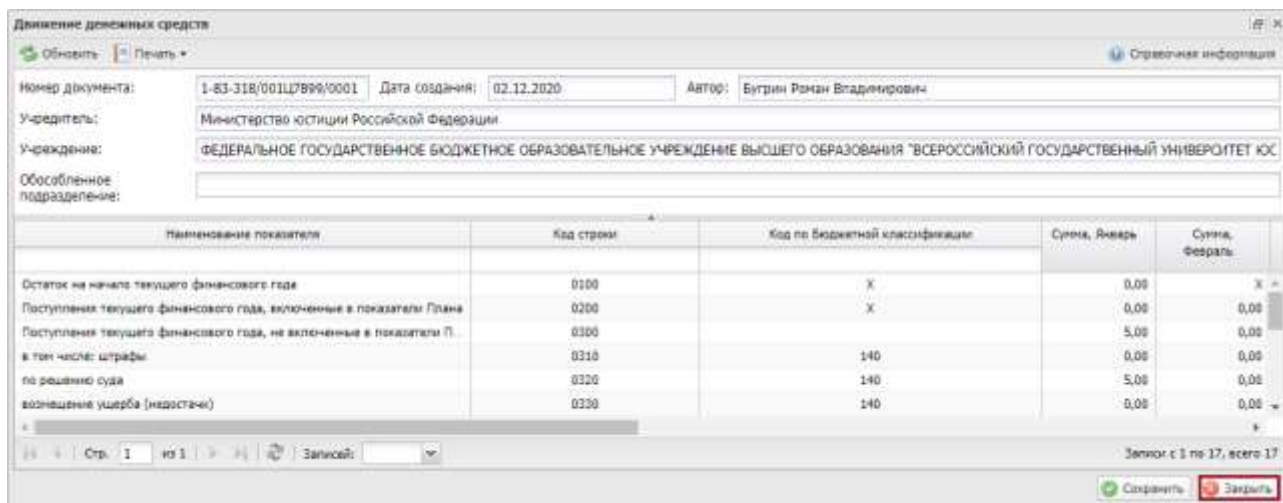 Движение денежных средств
Обновить Печать Справочная информация
Номер документа: 1-83-318/001Ц7В99/0001 Дата создания: 02.12.2020 Автор: Бугрин Роман Владимирович
Учредитель: Министерство юстиции Российской Федерации
Учреждение: ФЕДЕРАЛЬНОЕ ГОСУДАРСТВЕННОЕ БЮДЖЕТНОЕ ОБРАЗОВАТЕЛЬНОЕ УЧРЕЖДЕНИЕ ВЫСШЕГО ОБРАЗОВАНИЯ "ВСЕРОССИЙСКИЙ ГОСУДАРСТВЕННЫЙ УНИВЕРСИТЕТ ЮС
Обособленное
подразделение:
Наименование показателя Код строки Код по бюджетной классификации Сумма, Январь Сумма,
Февраль
Остаток на начало текущего финансового года 0100 X 0,00 X
Поступления текущего финансового года, включенные в показатели Плана 0200 X 0,00 0,00
Поступления текущего финансового года, не включенные в показатели П... 0300 5,00 0,00
в том числе: штрафы 0310 140 0,00 0,00
по решению суда 0320 140 5,00 0,00
возмещение ущерба (недостачи) 0330 140 0,00 0,00
Стр. 1 из 1 Записей: Записи с 1 по 17, всего 17
Сохранить Закрыть